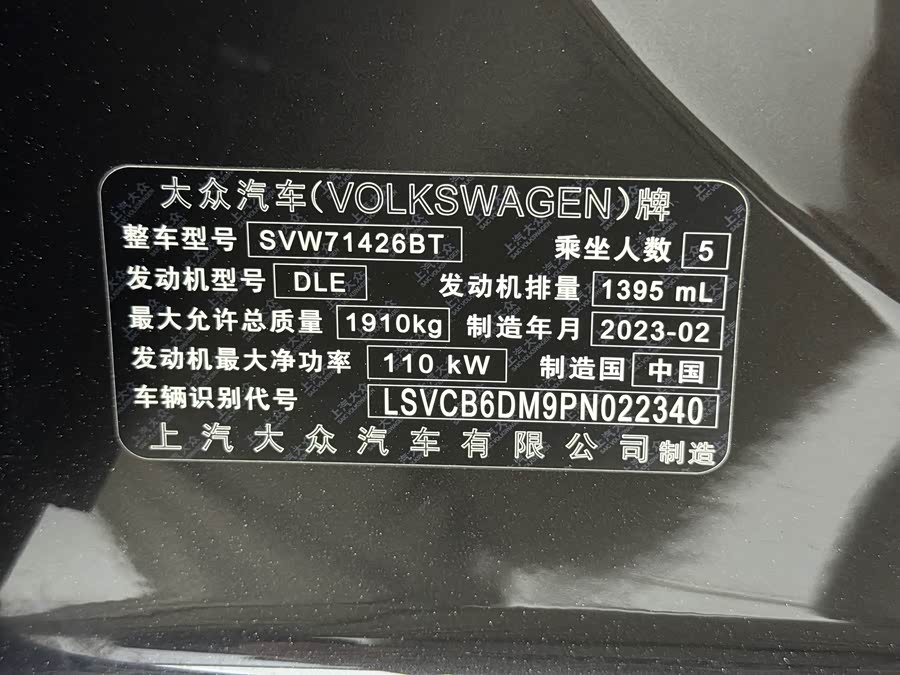 大众汽车(VOLKSWAGEN)牌
整车型号 SVW71426BT 乘坐人数 5
发动机型号 DLE 发动机排量 1395 mL
最大允许总质量 1910kg 制造年月 2023-02
发动机最大净功率 110 kW 制造国 中国
车辆识别代号 LSVCB6DM9PN022340
上汽大众汽车有限公司制造